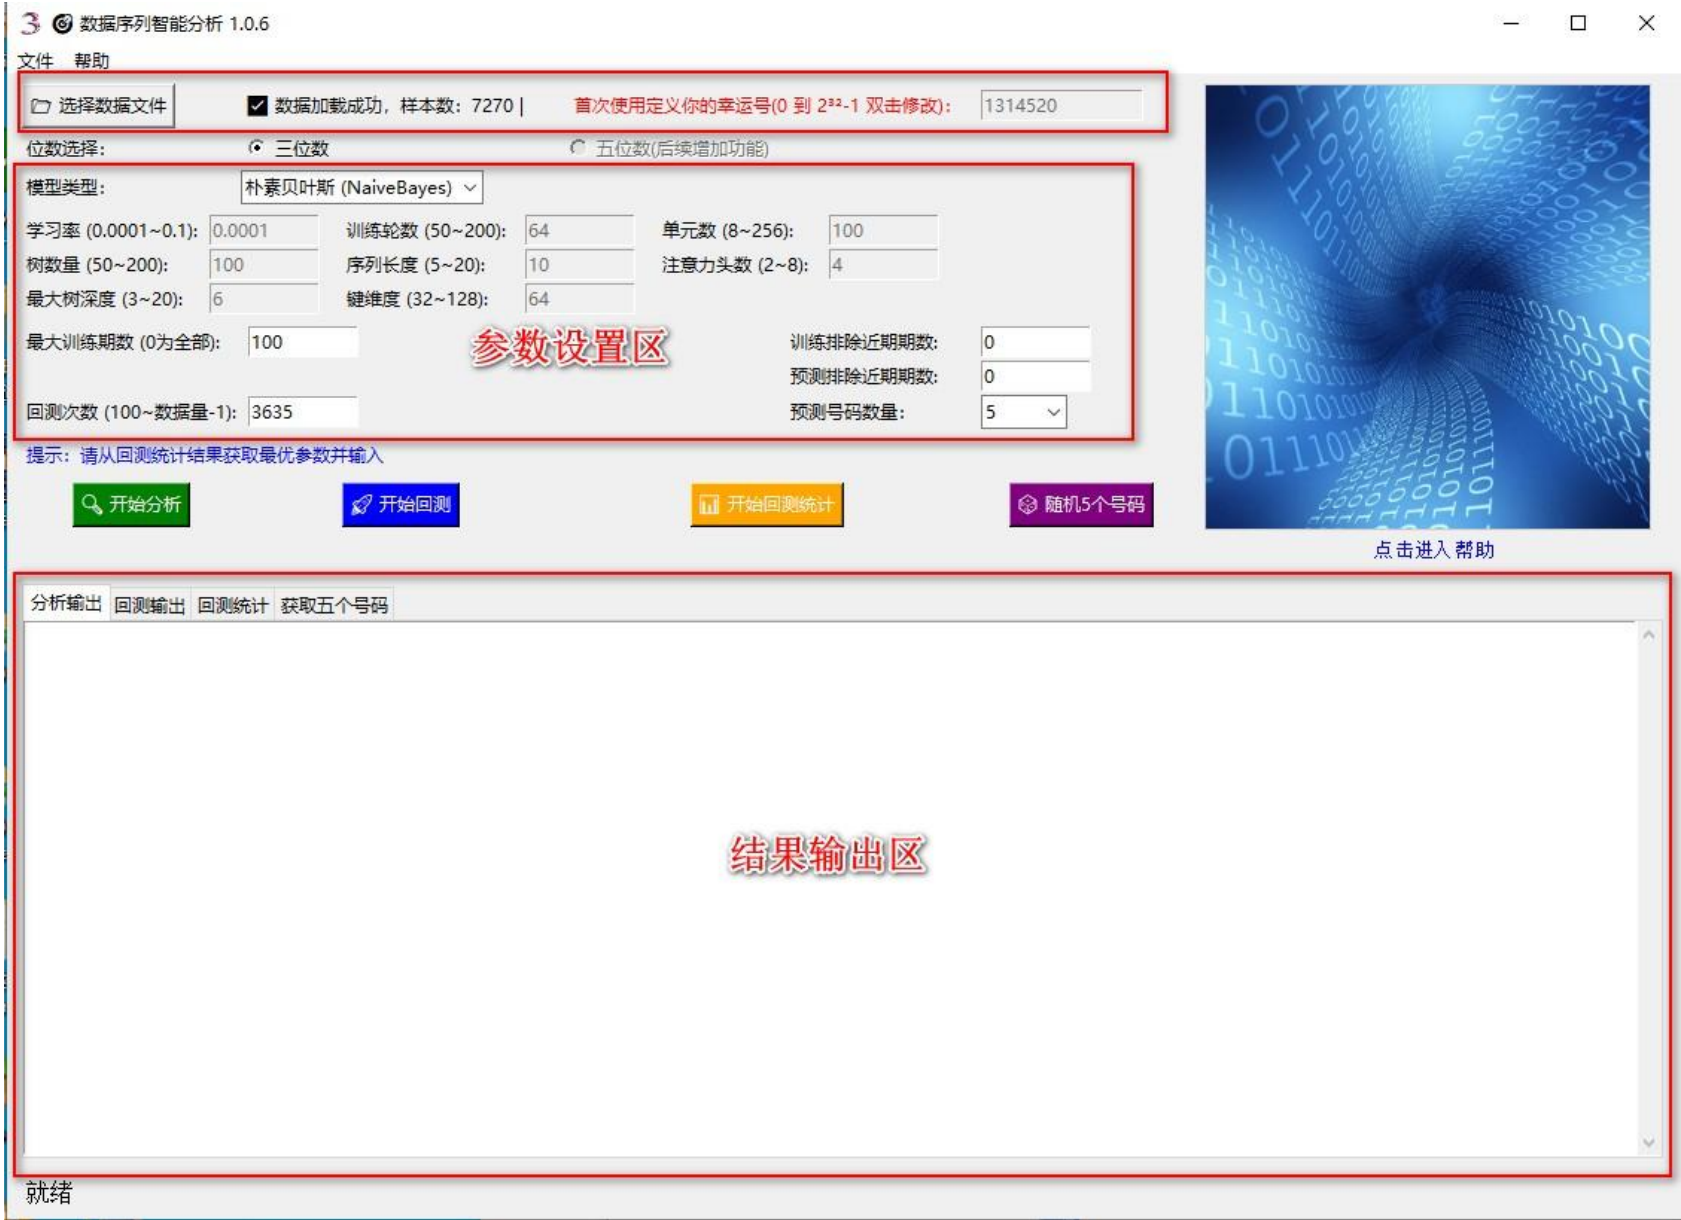 数据序列智能分析 1.0.6
文件 帮助
选择数据文件 数据加载成功，样本数：7270 | 首次使用定义你的幸运号(0 到 2³²-1 双击修改)： 1314520
位数选择： 三位数 五位数(后续增加功能)
模型类型： 朴素贝叶斯 (NaiveBayes)
学习率 (0.0001~0.1): 0.0001 训练轮数 (50~200): 64 单元数 (8~256): 100
树数量 (50~200): 100 序列长度 (5~20): 10 注意力头数 (2~8): 4
最大树深度 (3~20): 6 键维度 (32~128): 64
最大训练期数 (0为全部): 100 参数设置区 训练排除近期期数: 0
预测排除近期期数: 0
回测次数 (100~数据量-1): 3635 预测号码数量: 5
提示：请从回测统计结果获取最优参数并输入
开始分析 开始回测 开始回测统计 随机5个号码
点击进入帮助
分析输出 回测输出 回测统计 获取五个号码
结果输出区
就绪